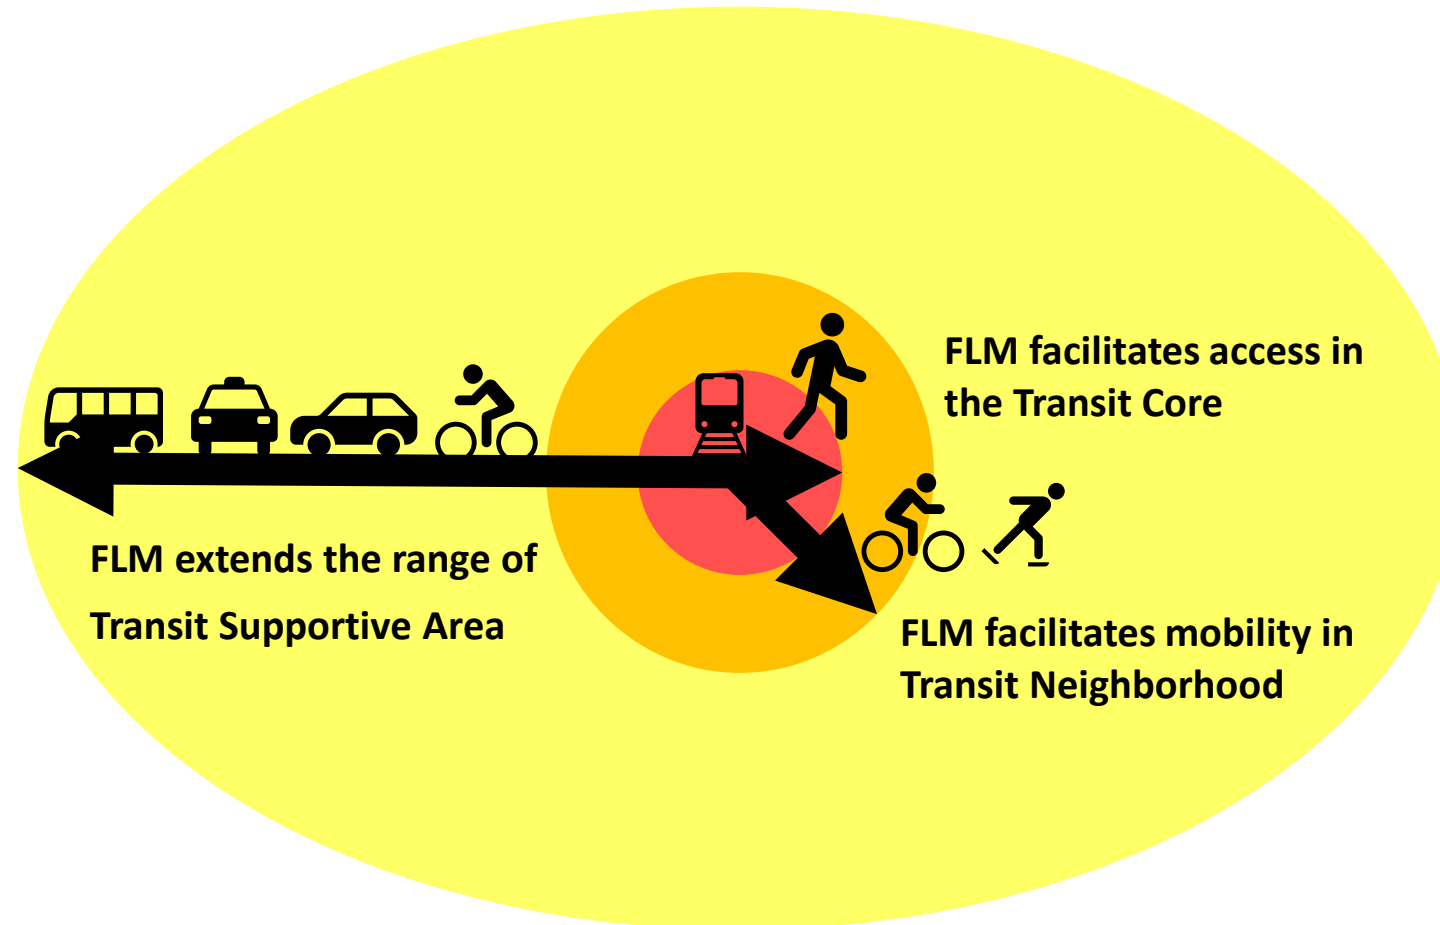 FLM facilitates access in
the Transit Core
FLM extends the range of
Transit Supportive Area
FLM facilitates mobility in
Transit Neighborhood